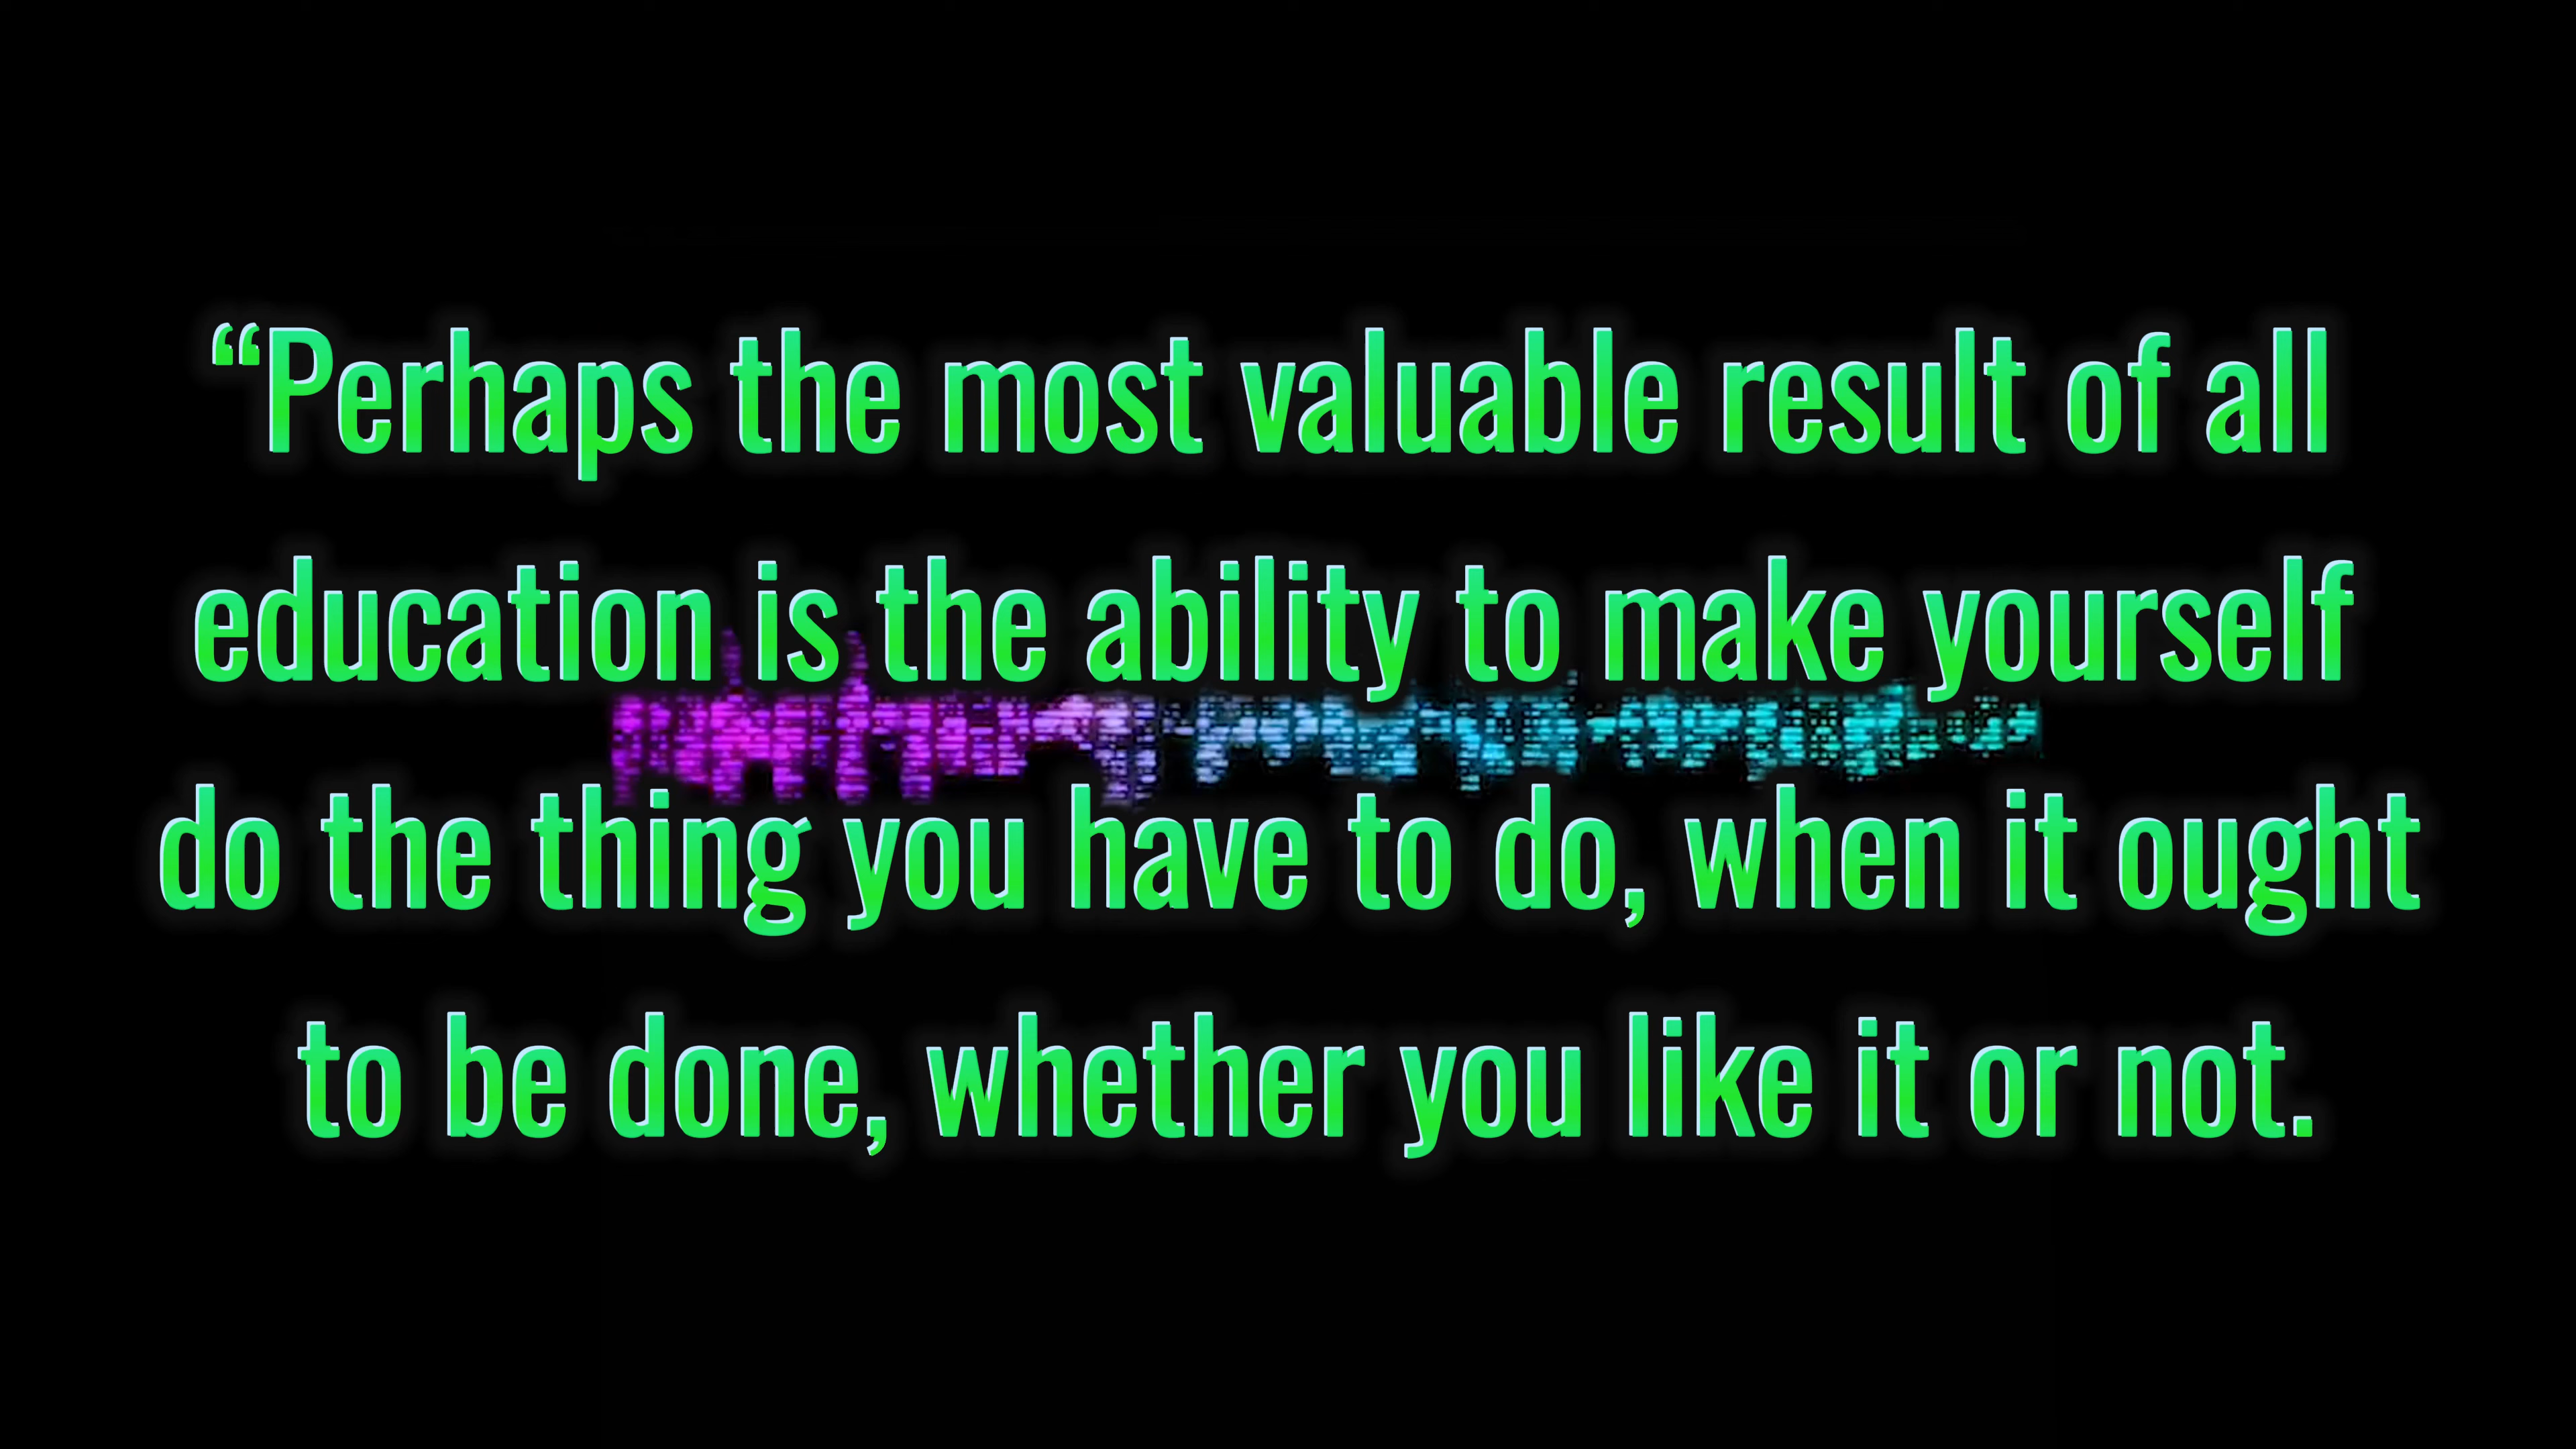 “Perhaps the most valuable result of all
education is the ability to make yourself
do the thing you have to do, when it ought
to be done, whether you like it or not.